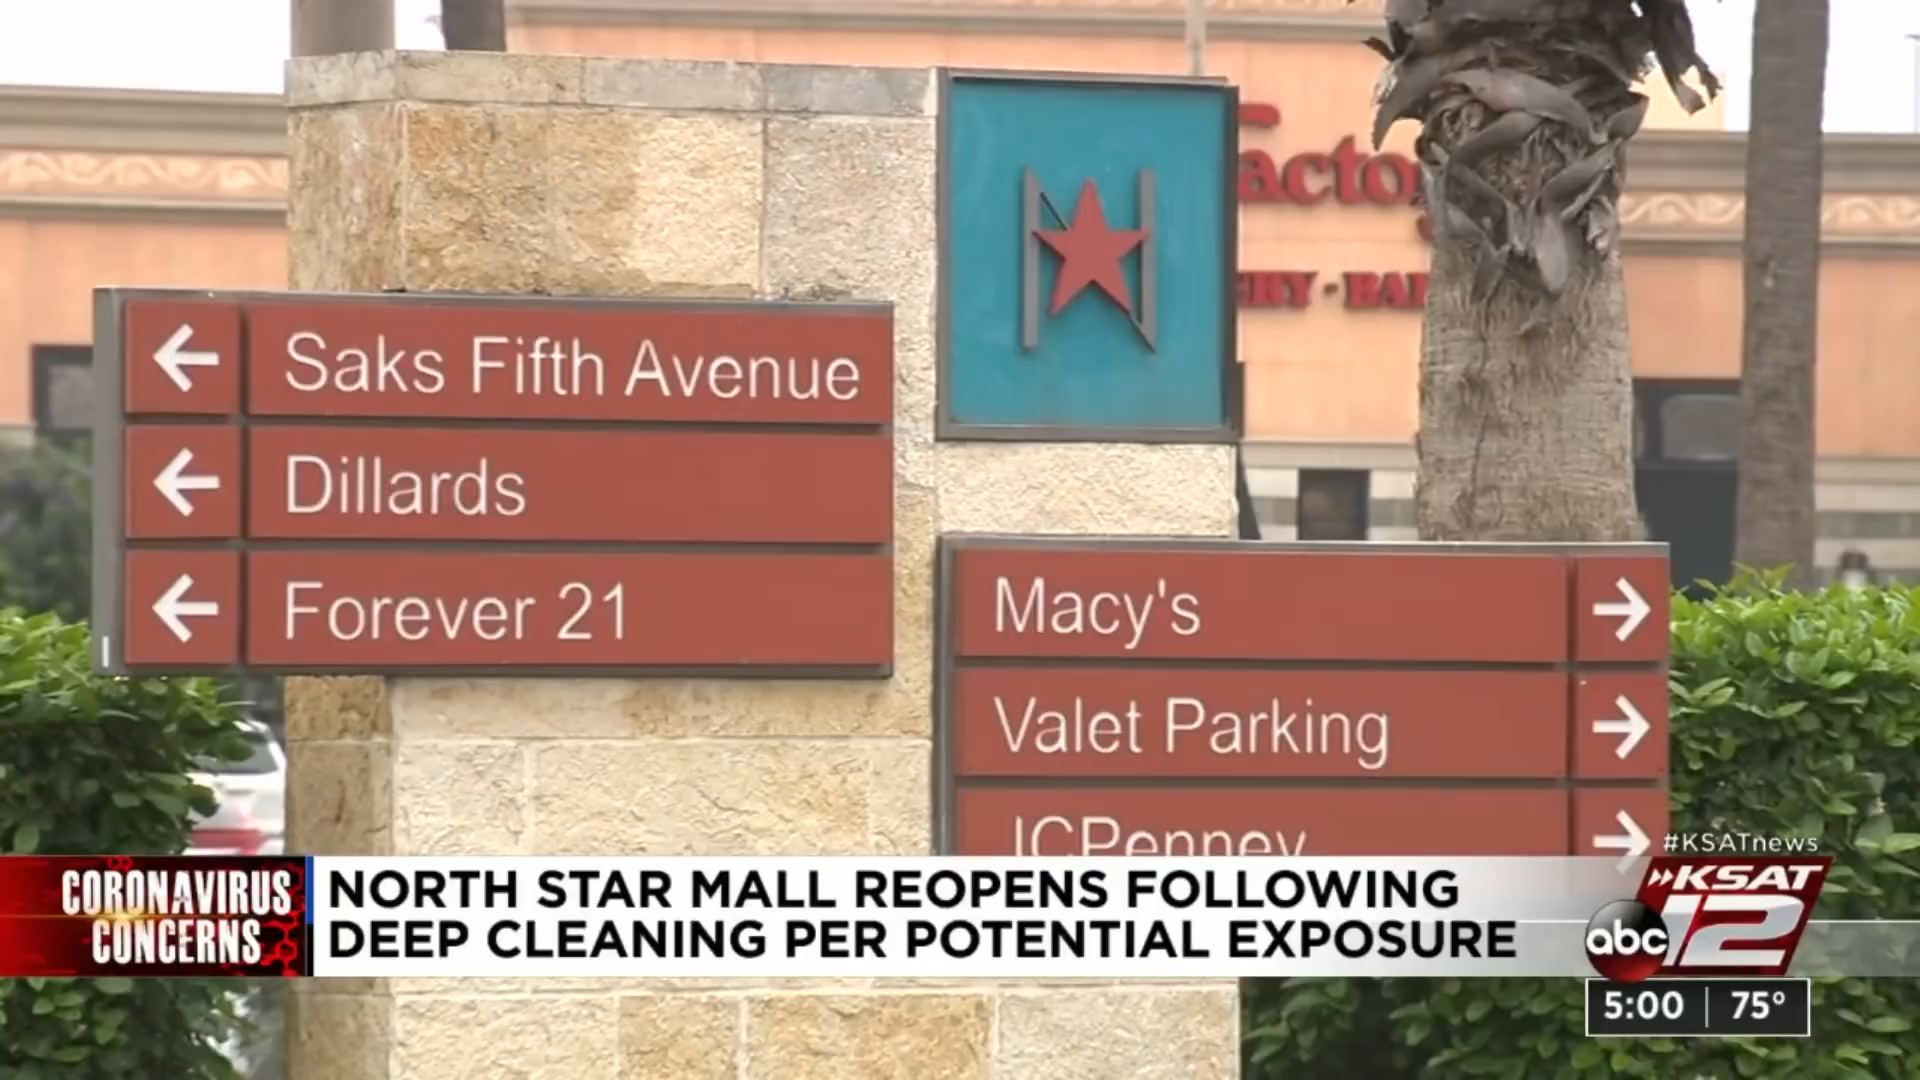 Saks Fifth Avenue
Dillards
Forever 21
Macy's
Valet Parking
JCPenney
#KSATnews
CORONAVIRUS
CONCERNS
NORTH STAR MALL REOPENS FOLLOWING
DEEP CLEANING PER POTENTIAL EXPOSURE
abc
KSAT
12
5:00
75°